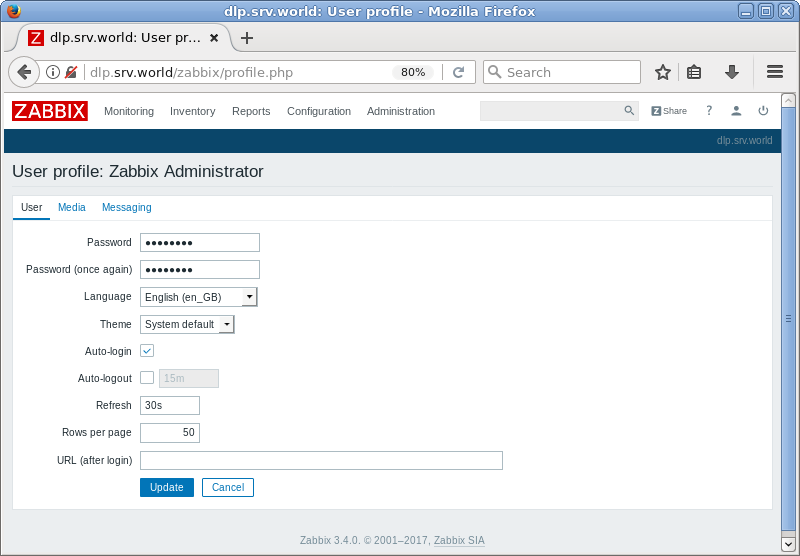 dlp.srv.world: User profile - Mozilla Firefox
dlp.srv.world: User pr...
dlp.srv.world/zabbix/profile.php 80% Search
ZABBIX Monitoring Inventory Reports Configuration Administration Z Share ?
dlp.srv.world
User profile: Zabbix Administrator
User Media Messaging
Password ●●●●●●●●
Password (once again) ●●●●●●●●
Language English (en_GB)
Theme System default
Auto-login
Auto-logout 15m
Refresh 30s
Rows per page 50
URL (after login)
Update Cancel
Zabbix 3.4.0. © 2001–2017, Zabbix SIA